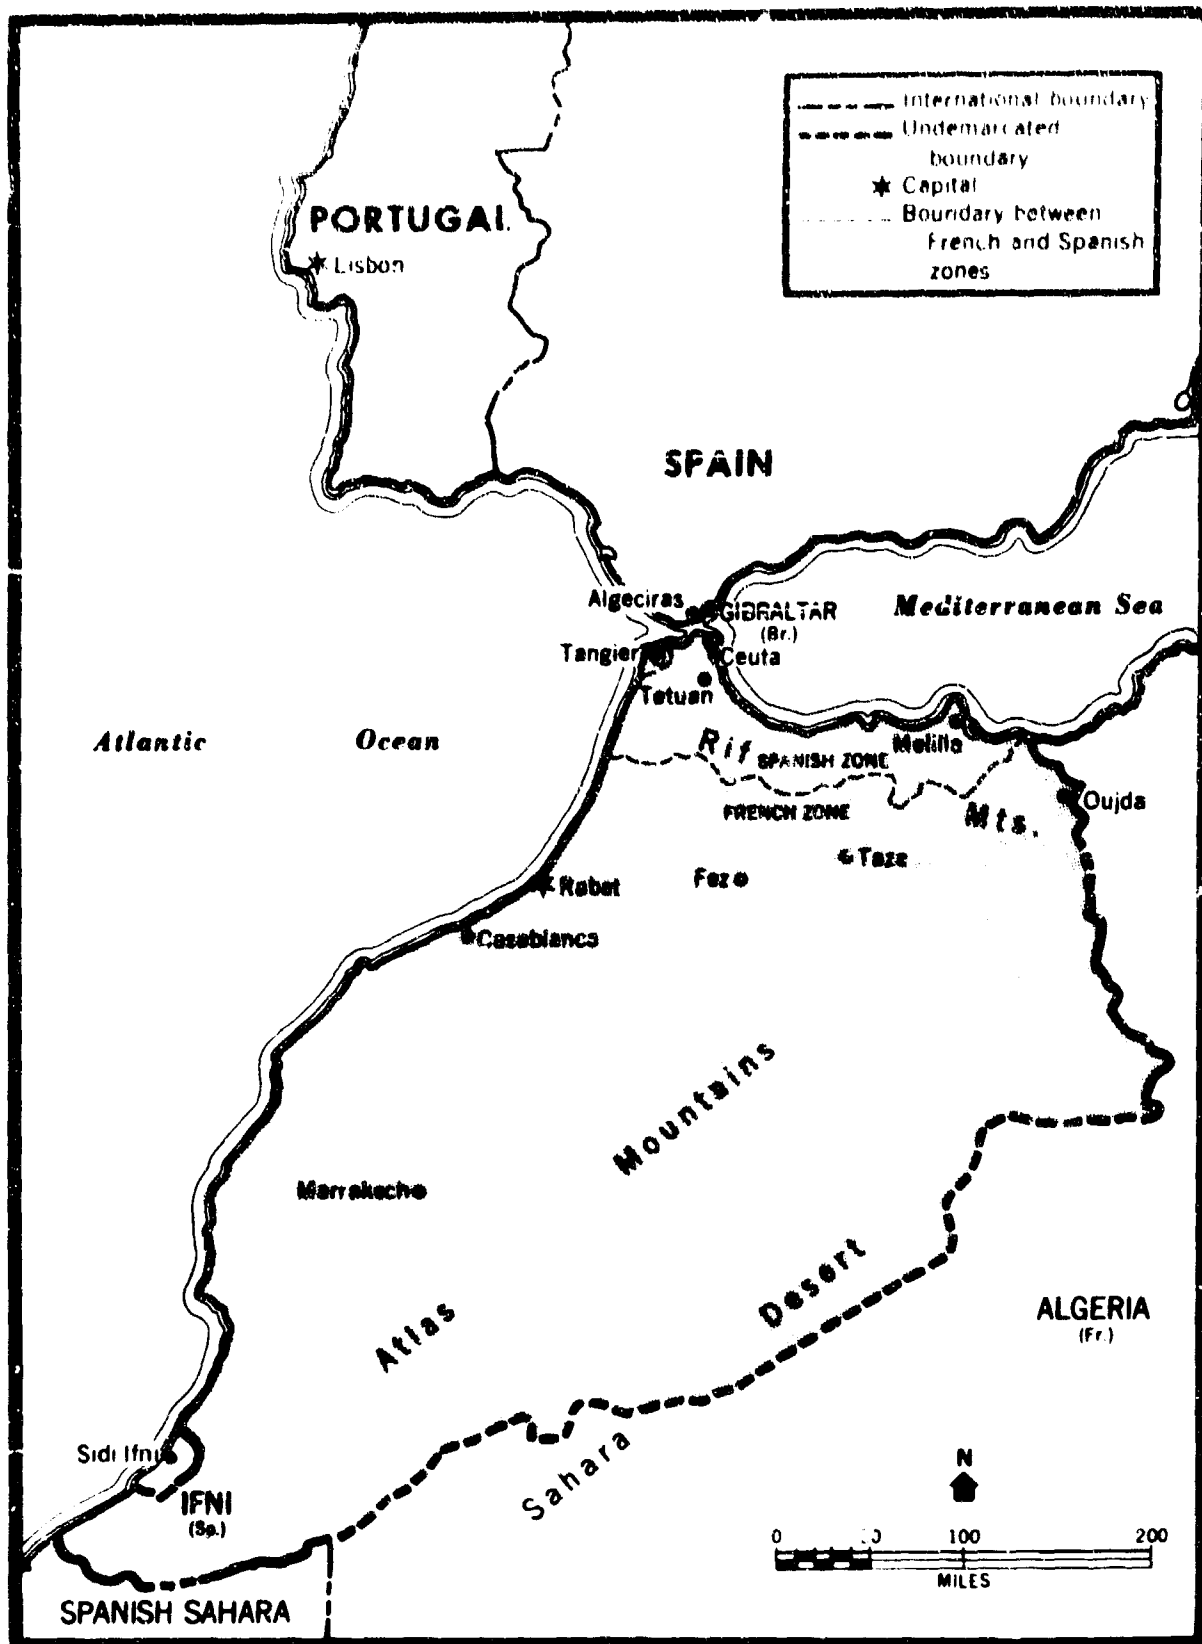 International boundary
Undemarcated
boundary
Capital
Boundary between
French and Spanish
zones
PORTUGAL
Lisbon
SPAIN
Algeciras
GIBRALTAR
(Br.)
Mediterranean Sea
Tangier
Ceuta
Tetuan
Atlantic Ocean
Rif
SPANISH ZONE
Melilla
FRENCH ZONE
Mts.
Oujda
Taza
Fez
Rabat
Casablanca
Mountains
Marrakech
Desert
Atlas
ALGERIA
(Fr.)
Sidi Ifni
Sahara
N
IFNI
(Sp.)
0 50 100 200
MILES
SPANISH SAHARA